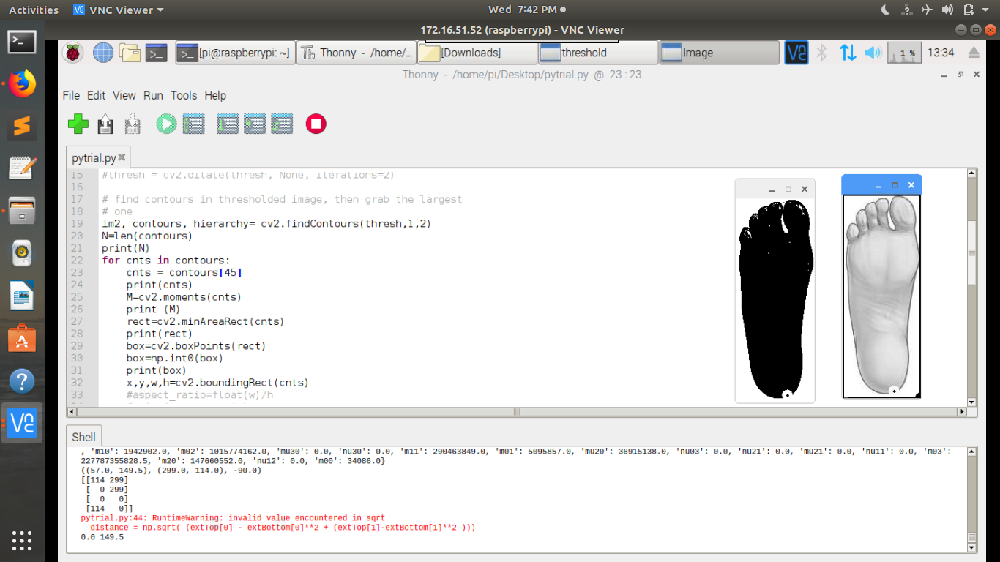 Activities VNC Viewer Wed 7:42 PM
172.16.51.52 (raspberrypi) - VNC Viewer
[pi@raspberrypi: ~] Thonny - /home/... [Downloads] threshold Image 1 % 13:34
Thonny - /home/pi/Desktop/pytrial.py @ 23 : 23
File Edit View Run Tools Help
pytrial.py
15 #thresh = cv2.dilate(thresh, None, iterations=2)
16
17 # find contours in thresholded image, then grab the largest
18 # one
19 im2, contours, hierarchy= cv2.findContours(thresh,1,2)
20 N=len(contours)
21 print(N)
22 for cnts in contours:
23 cnts = contours[45]
24 print(cnts)
25 M=cv2.moments(cnts)
26 print (M)
27 rect=cv2.minAreaRect(cnts)
28 print(rect)
29 box=cv2.boxPoints(rect)
30 box=np.int0(box)
31 print(box)
32 x,y,w,h=cv2.boundingRect(cnts)
33 #aspect_ratio=float(w)/h
Shell
, 'm10': 1942902.0, 'm02': 1015774162.0, 'mu30': 0.0, 'nu30': 0.0, 'm11': 290463849.0, 'm01': 5095857.0, 'mu20': 36915138.0, 'nu03': 0.0, 'nu21': 0.0, 'mu21': 0.0, 'nu11': 0.0, 'm03':
227787355828.5, 'm20': 147660552.0, 'nu12': 0.0, 'm00': 34086.0}
((57.0, 149.5), (299.0, 114.0), -90.0)
[[114 299]
[ 0 299]
[ 0 0]
[114 0]]
pytrial.py:44: RuntimeWarning: invalid value encountered in sqrt
distance = np.sqrt( (extTop[0] - extBottom[0]**2 + (extTop[1]-extBottom[1]**2 )))
0.0 149.5